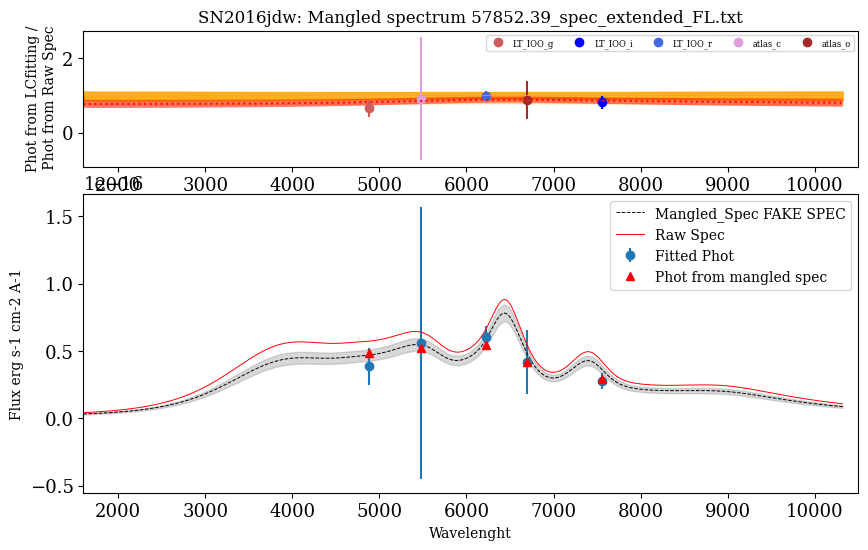 SN2016jdw: Mangled spectrum 57852.39_spec_extended_FL.txt
Phot from LCfitting /
Phot from Raw Spec
LT_IOO_g LT_IOO_i LT_IOO_r atlas_c atlas_o
2
0
2000 3000 4000 5000 6000 7000 8000 9000 10000
Flux erg s-1 cm-2 A-1
Mangled_Spec FAKE SPEC
Raw Spec
Fitted Phot
Phot from mangled spec
1.5
1.0
0.5
0.0
−0.5
2000 3000 4000 5000 6000 7000 8000 9000 10000
Wavelenght